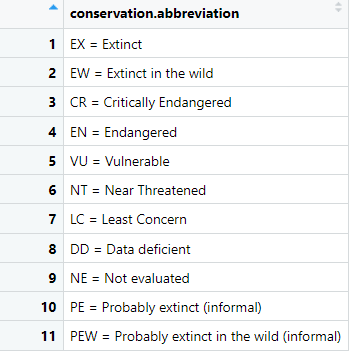 conservation.abbreviation
1 EX = Extinct
2 EW = Extinct in the wild
3 CR = Critically Endangered
4 EN = Endangered
5 VU = Vulnerable
6 NT = Near Threatened
7 LC = Least Concern
8 DD = Data deficient
9 NE = Not evaluated
10 PE = Probably extinct (informal)
11 PEW = Probably extinct in the wild (informal)